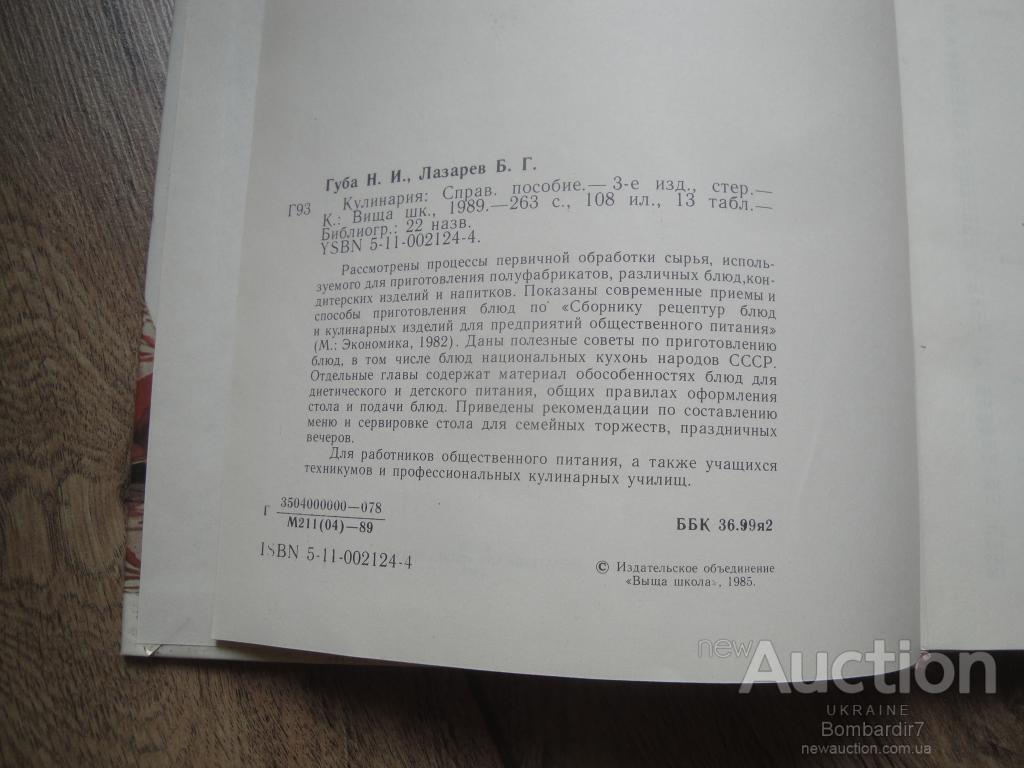 Губа Н. И., Лазарев Б. Г.
Г93 Кулинария: Справ. пособие.— 3-е изд., стер.—
К.: Вища шк., 1989.—263 с., 108 ил., 13 табл.—
Библиогр.: 22 назв.
YSBN 5-11-002124-4.
Рассмотрены процессы первичной обработки сырья, исполь-
зуемого для приготовления полуфабрикатов, различных блюд,кон-
дитерских изделий и напитков. Показаны современные приемы и
способы приготовления блюд по «Сборнику рецептур блюд
и кулинарных изделий для предприятий общественного питания»
(М.: Экономика, 1982). Даны полезные советы по приготовлению
блюд, в том числе блюд национальных кухонь народов СССР.
Отдельные главы содержат материал обособенностях блюд для
диетического и детского питания, общих правилах оформления
стола и подачи блюд. Приведены рекомендации по составлению
меню и сервировке стола для семейных торжеств, праздничных
вечеров.
Для работников общественного питания, а также учащихся
техникумов и профессиональных кулинарных училищ.
Г 3504000000—078
М211(04)—89
ББК 36.99я2
ISBN 5-11-002124-4
© Издательское объединение
«Выща школа», 1985.
newAuction
UKRAINE
Bombardir7
newauction.com.ua